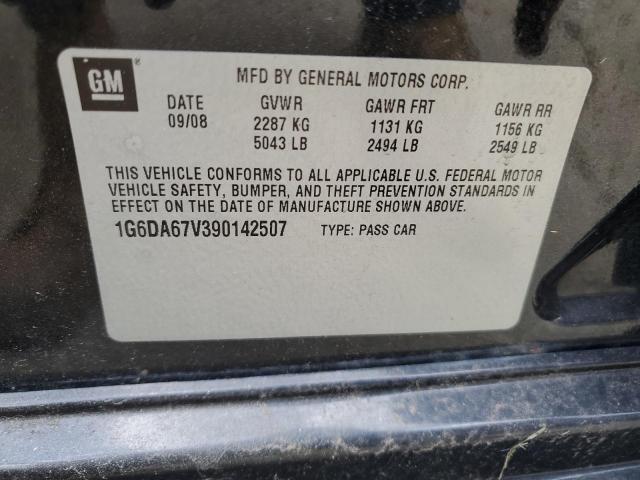 GM
MFD BY GENERAL MOTORS CORP.
DATE GVWR GAWR FRT GAWR RR
09/08 2287 KG 1131 KG 1156 KG
5043 LB 2494 LB 2549 LB
THIS VEHICLE CONFORMS TO ALL APPLICABLE U.S. FEDERAL MOTOR
VEHICLE SAFETY, BUMPER, AND THEFT PREVENTION STANDARDS IN
EFFECT ON THE DATE OF MANUFACTURE SHOWN ABOVE.
1G6DA67V390142507 TYPE: PASS CAR